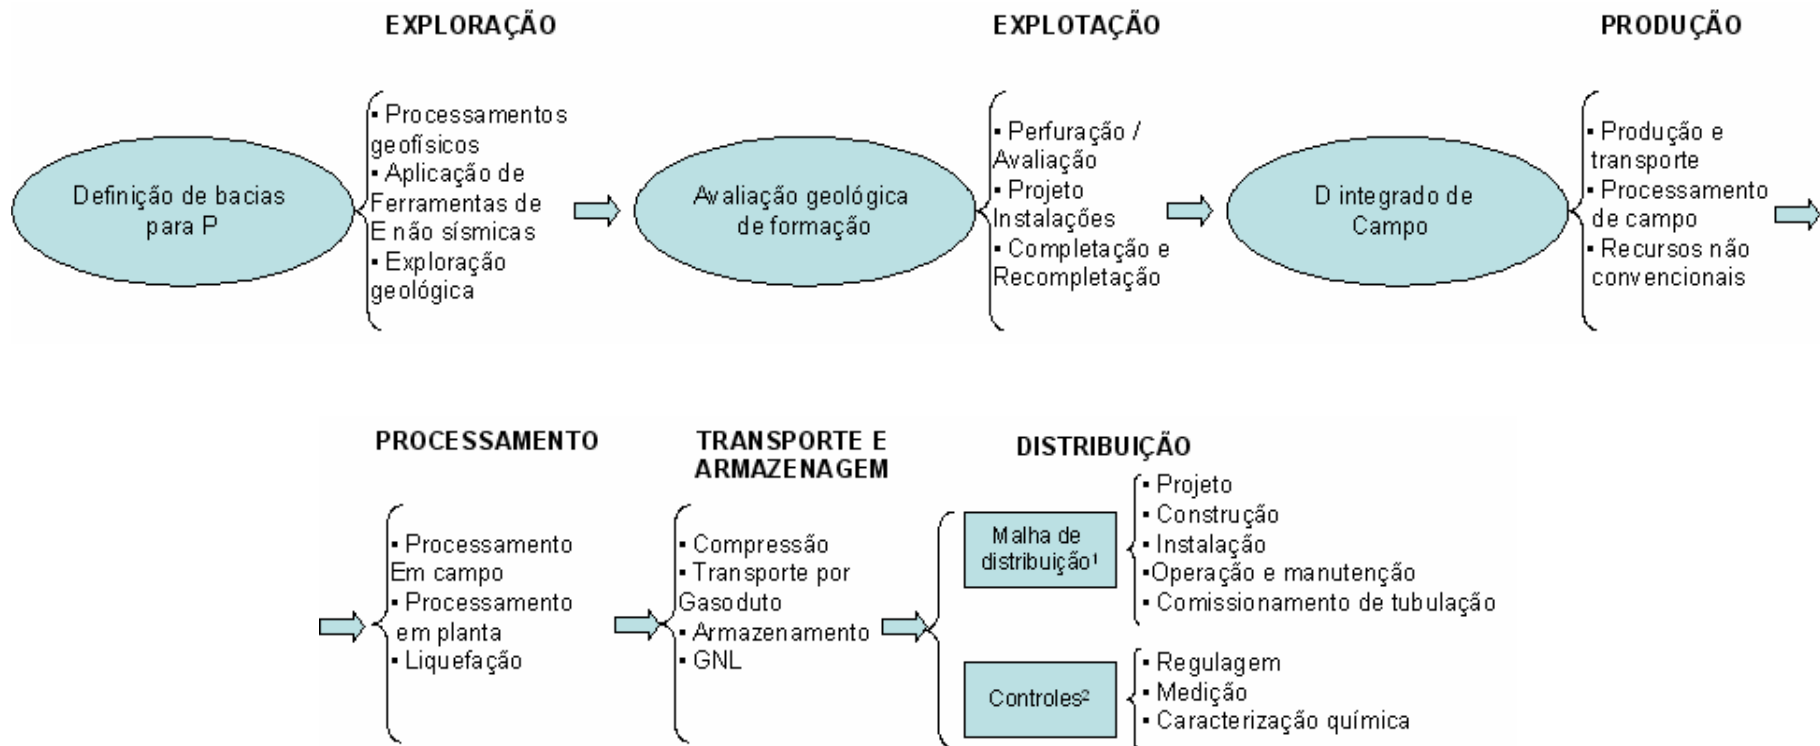 EXPLORAÇÃO
EXPLOTAÇÃO
PRODUÇÃO
Definição de bacias
para P
▪ Processamentos
geofísicos
▪ Aplicação de
Ferramentas de
E não sísmicas
▪ Exploração
geológica
Avaliação geológica
de formação
▪ Perfuração /
Avaliação
▪ Projeto
Instalações
▪ Completação e
Recompletação
D integrado de
Campo
▪ Produção e
transporte
▪ Processamento
de campo
▪ Recursos não
convencionais
PROCESSAMENTO
▪ Processamento
Em campo
▪ Processamento
em planta
▪ Liquefação
TRANSPORTE E
ARMAZENAGEM
▪ Compressão
▪ Transporte por
Gasoduto
▪ Armazenamento
▪ GNL
DISTRIBUIÇÃO
Malha de
distribuição¹
▪ Projeto
▪ Construção
▪ Instalação
▪Operação e manutenção
▪ Comissionamento de tubulação
Controles²
▪ Regulagem
▪ Medição
▪ Caracterização química